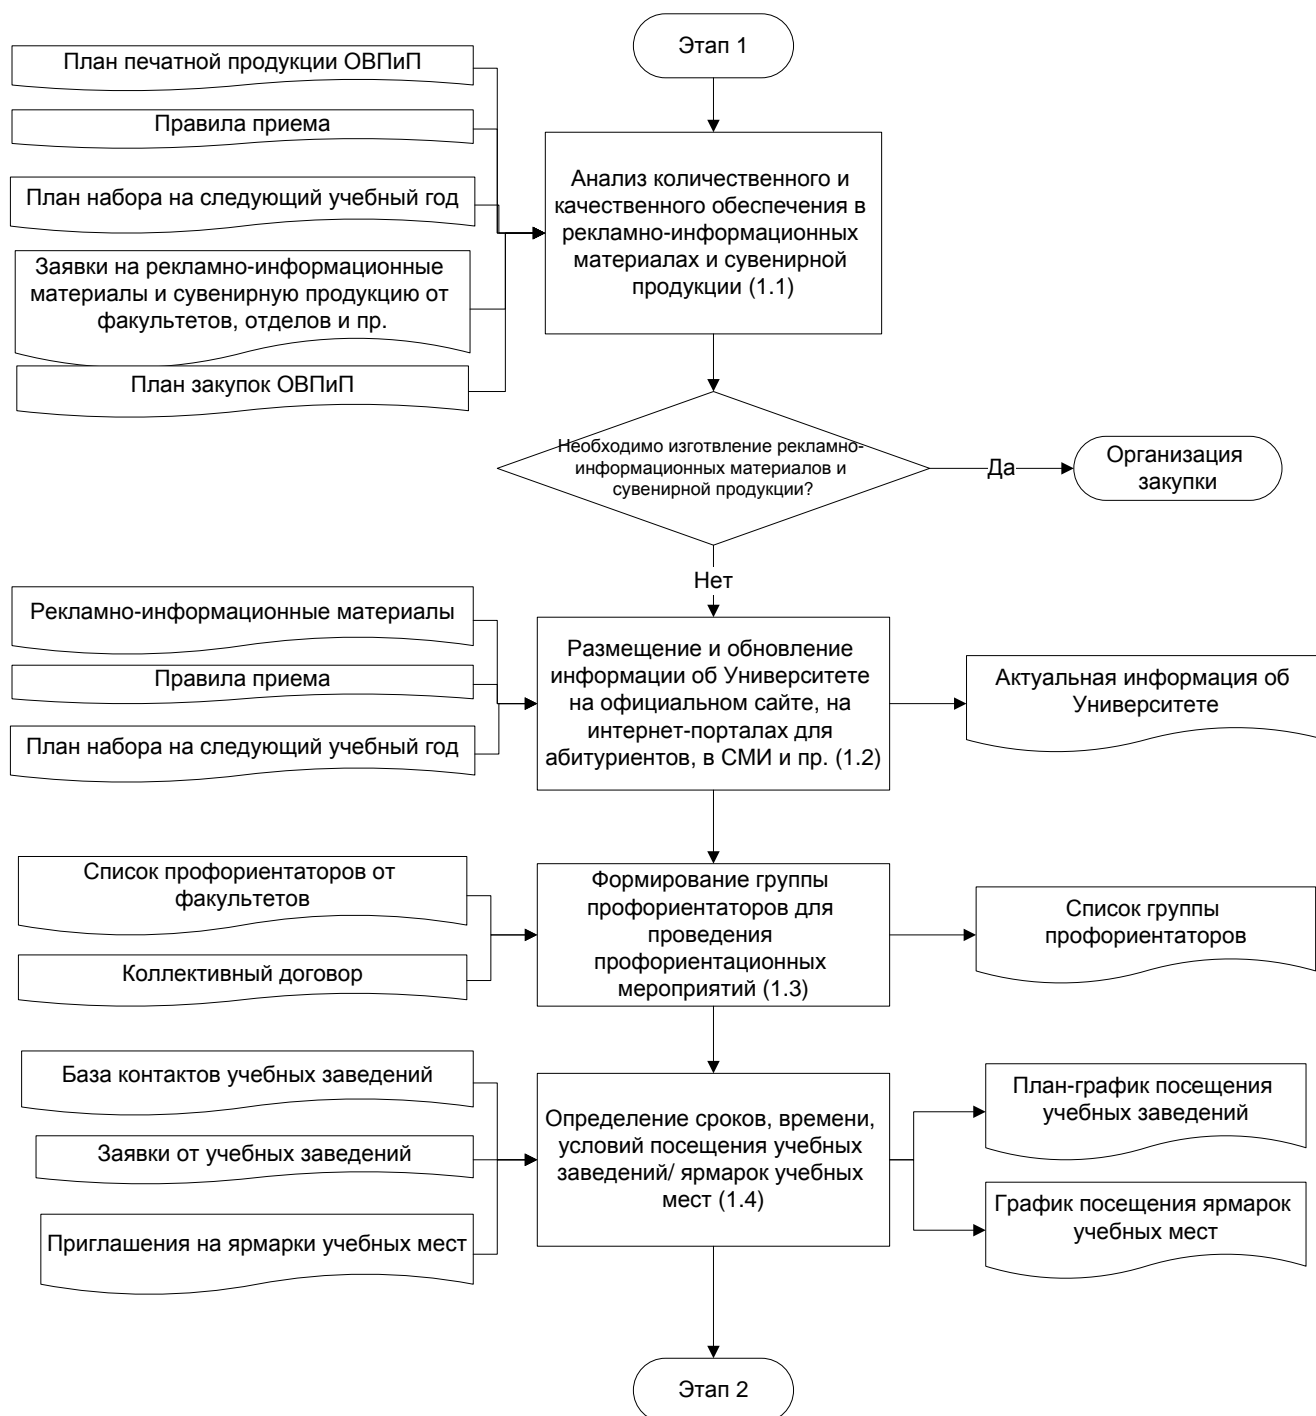 Этап 1
План печатной продукции ОВПиП
Правила приема
План набора на следующий учебный год
Заявки на рекламно-информационные
материалы и сувенирную продукцию от
факультетов, отделов и пр.
План закупок ОВПиП
Анализ количественного и
качественного обеспечения в
рекламно-информационных
материалах и сувенирной
продукции (1.1)
Необходимо изготвление рекламно-
информационных материалов и
сувенирной продукции?
Да
Организация
закупки
Нет
Рекламно-информационные материалы
Правила приема
План набора на следующий учебный год
Размещение и обновление
информации об Университете
на официальном сайте, на
интернет-порталах для
абитуриентов, в СМИ и пр. (1.2)
Актуальная информация об
Университете
Список профориентаторов от
факультетов
Коллективный договор
Формирование группы
профориентаторов для
проведения
профориентационных
мероприятий (1.3)
Список группы
профориентаторов
База контактов учебных заведений
Заявки от учебных заведений
Приглашения на ярмарки учебных мест
Определение сроков, времени,
условий посещения учебных
заведений/ ярмарок учебных
мест (1.4)
План-график посещения
учебных заведений
График посещения ярмарок
учебных мест
Этап 2